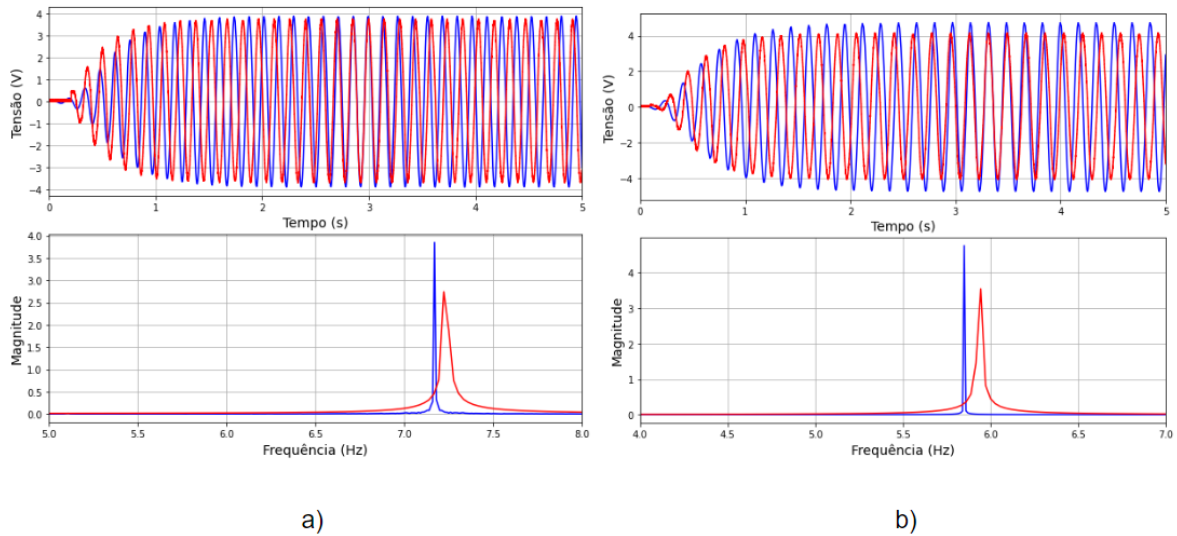 4
3
2
1
0
−1
−2
−3
−4
Tensão (V)
0 1 2 3 4 5
Tempo (s)
4.0
3.5
3.0
2.5
2.0
1.5
1.0
0.5
0.0
Magnitude
5.0 5.5 6.0 6.5 7.0 7.5 8.0
Frequência (Hz)
a)
4
2
0
−2
−4
Tensão (V)
0 1 2 3 4 5
Tempo (s)
4
3
2
1
0
Magnitude
4.0 4.5 5.0 5.5 6.0 6.5 7.0
Frequência (Hz)
b)